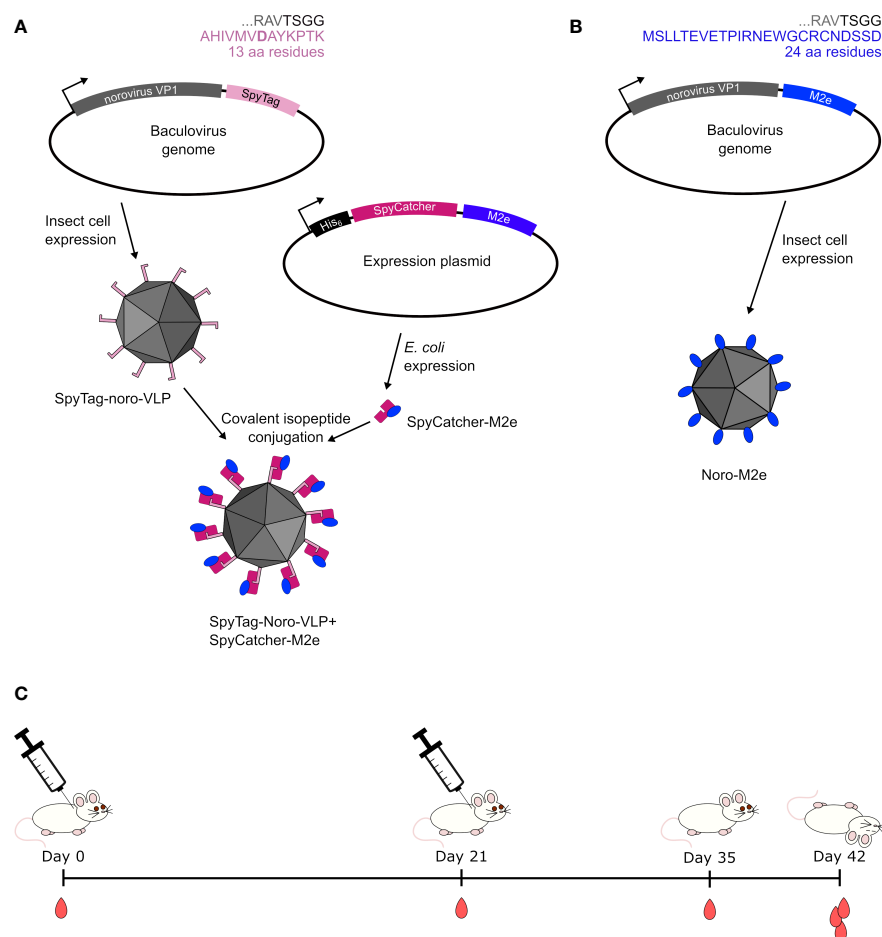 A
...RAVTSGG
AHIVMVDAYKPTK
13 aa residues
norovirus VP1
SpyTag
Baculovirus
genome
Insect cell
expression
SpyTag-noro-VLP
His₆
SpyCatcher
M2e
Expression plasmid
E. coli
expression
Covalent isopeptide
conjugation
SpyCatcher-M2e
SpyTag-Noro-VLP+
SpyCatcher-M2e
B
...RAVTSGG
MSLLTEVETPIRNEWGCRCNDSSD
24 aa residues
norovirus VP1
M2e
Baculovirus
genome
Insect cell
expression
Noro-M2e
C
Day 0
Day 21
Day 35
Day 42